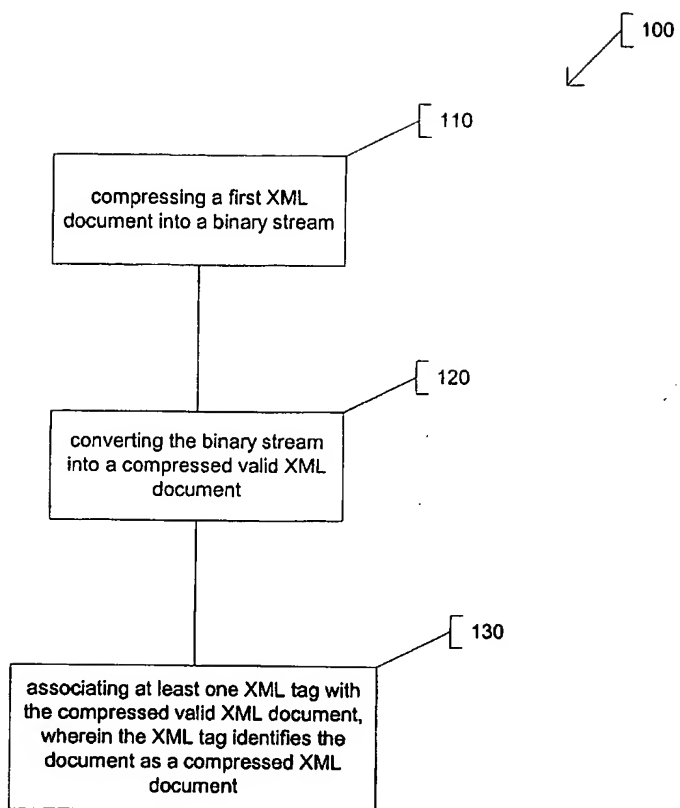 100
110
compressing a first XML
document into a binary stream
120
converting the binary stream
into a compressed valid XML
document
130
associating at least one XML tag with
the compressed valid XML document,
wherein the XML tag identifies the
document as a compressed XML
document